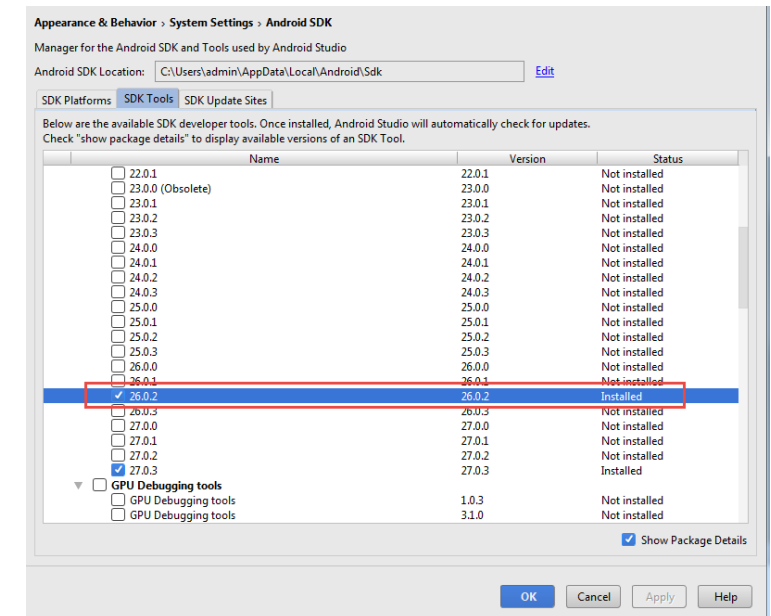 Appearance & Behavior › System Settings › Android SDK
Manager for the Android SDK and Tools used by Android Studio
Android SDK Location: C:\Users\admin\AppData\Local\Android\Sdk Edit
SDK Platforms SDK Tools SDK Update Sites
Below are the available SDK developer tools. Once installed, Android Studio will automatically check for updates.
Check "show package details" to display available versions of an SDK Tool.
Name Version Status
22.0.1 22.0.1 Not installed
23.0.0 (Obsolete) 23.0.0 Not installed
23.0.1 23.0.1 Not installed
23.0.2 23.0.2 Not installed
23.0.3 23.0.3 Not installed
24.0.0 24.0.0 Not installed
24.0.1 24.0.1 Not installed
24.0.2 24.0.2 Not installed
24.0.3 24.0.3 Not installed
25.0.0 25.0.0 Not installed
25.0.1 25.0.1 Not installed
25.0.2 25.0.2 Not installed
25.0.3 25.0.3 Not installed
26.0.0 26.0.0 Not installed
26.0.1 26.0.1 Not installed
26.0.2 26.0.2 Installed
26.0.3 26.0.3 Not installed
27.0.0 27.0.0 Not installed
27.0.1 27.0.1 Not installed
27.0.2 27.0.2 Not installed
27.0.3 27.0.3 Installed
GPU Debugging tools
GPU Debugging tools 1.0.3 Not installed
GPU Debugging tools 3.1.0 Not installed
Show Package Details
OK Cancel Apply Help